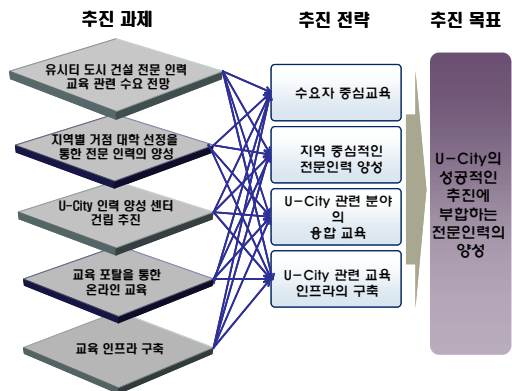 추진 과제
추진 전략
추진 목표
유시티 도시 건설 전문 인력
교육 관련 수요 전망
지역별 거점 대학 선정을
통한 전문 인력의 양성
U-City 인력 양성 센터
건립 추진
교육 포탈을 통한
온라인 교육
교육 인프라 구축
수요자 중심교육
지역 중심적인
전문인력 양성
U-City 관련 분야
의
융합 교육
U-City 관련 교육
인프라의 구축
U-City의
성공적인
추진에
부합하는
전문인력의
양성